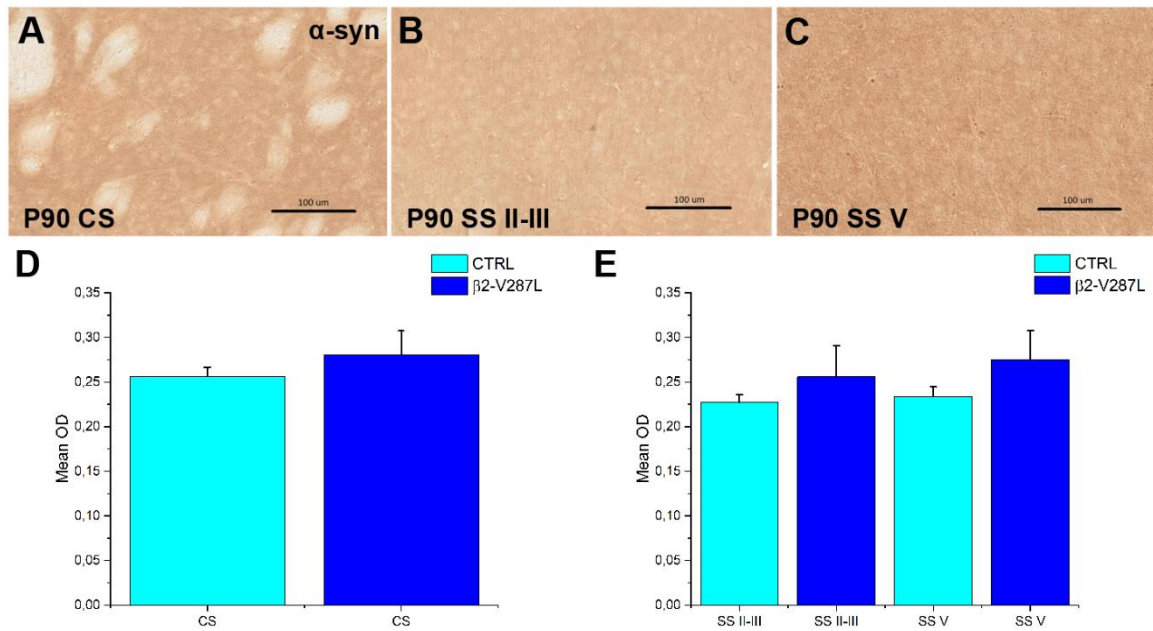 A
α-syn
B
C
100 um
100 um
100 um
P90 CS
P90 SS II-III
P90 SS V
D
CTRL
β2-V287L
0,35
0,30
0,25
0,20
0,15
0,10
0,05
0,00
Mean OD
CS
CS
E
CTRL
β2-V287L
0,35
0,30
0,25
0,20
0,15
0,10
0,05
0,00
Mean OD
SS II-III
SS II-III
SS V
SS V